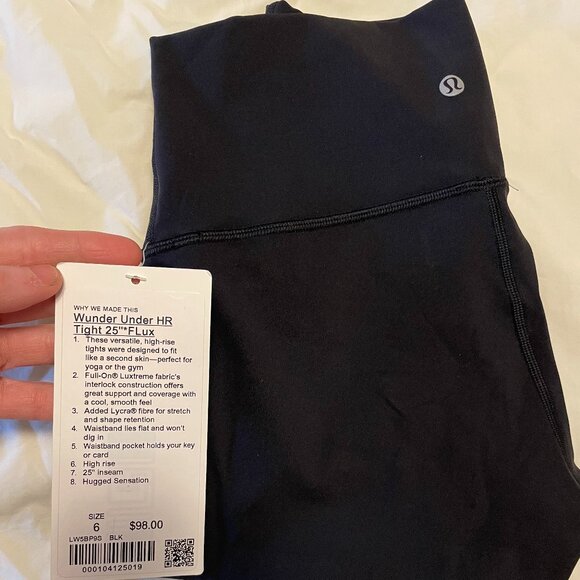 WHY WE MADE THIS
Wunder Under HR
Tight 25"*FLux
1. These versatile, high-rise
tights were designed to fit
like a second skin—perfect for
yoga or the gym
2. Full-On® Luxtreme fabric's
interlock construction offers
great support and coverage with
a cool, smooth feel
3. Added Lycra® fibre for stretch
and shape retention
4. Waistband lies flat and won't
dig in
5. Waistband pocket holds your key
or card
6. High rise
7. 25" inseam
8. Hugged Sensation
SIZE
6 $98.00
LW5BP9S BLK
000104125019